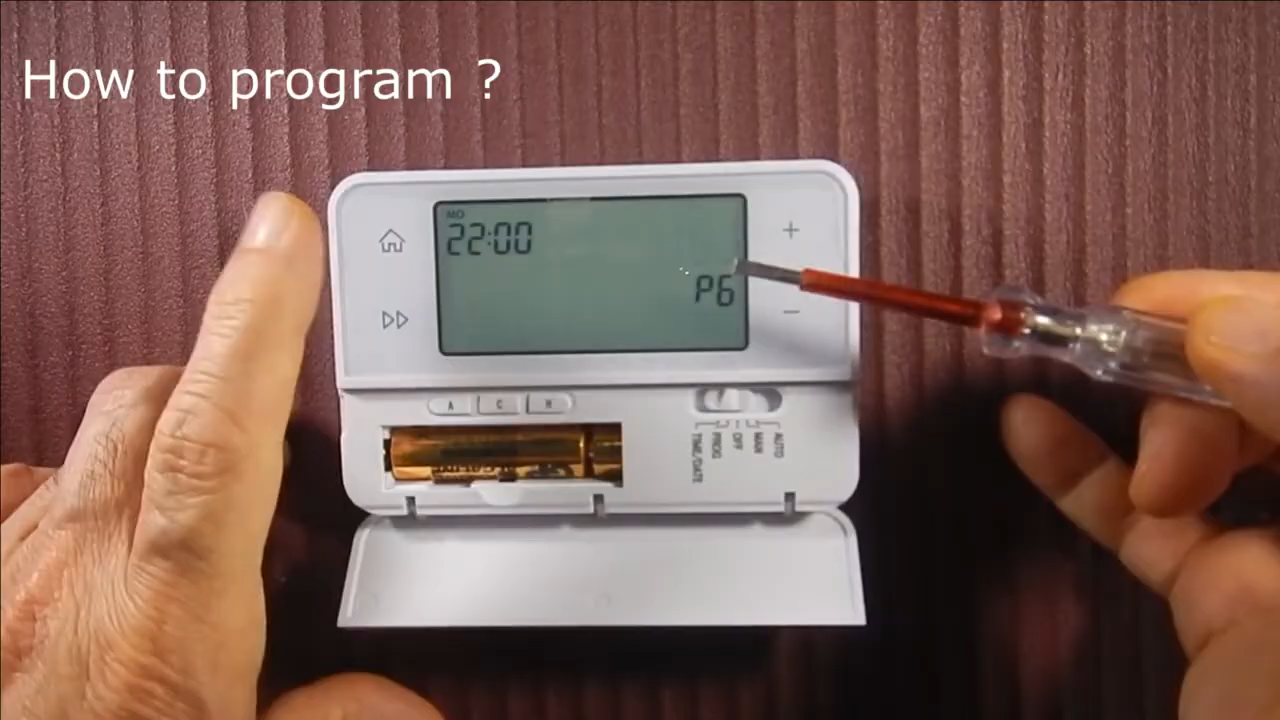 How to program ?
MO
22:00
P6
+
-
A C H
TIME/DATE
PROG
OFF
MAN
AUTO